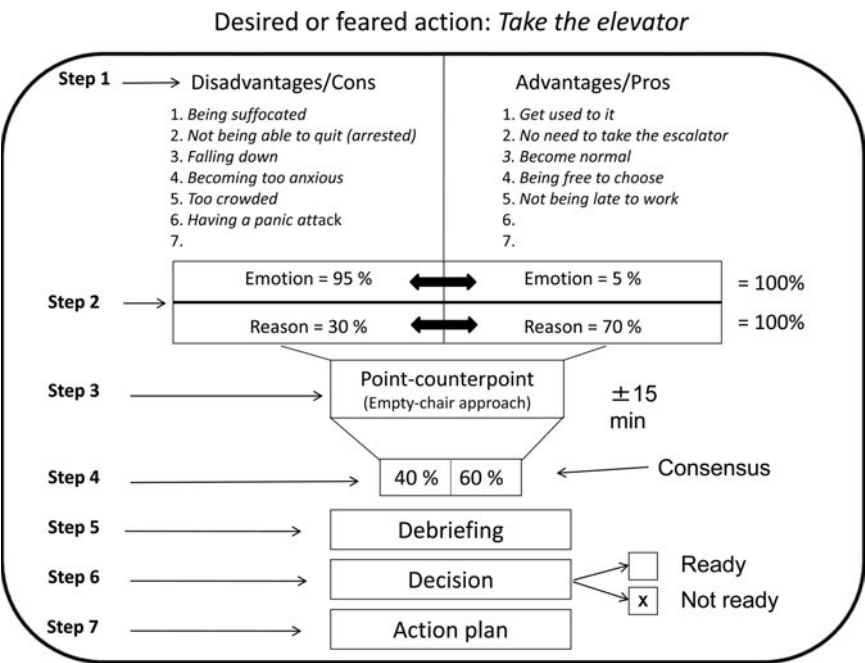 Desired or feared action: Take the elevator
Step 1
Disadvantages/Cons
Advantages/Pros
1. Being suffocated
2. Not being able to quit (arrested)
3. Falling down
4. Becoming too anxious
5. Too crowded
6. Having a panic attack
7.
1. Get used to it
2. No need to take the escalator
3. Become normal
4. Being free to choose
5. Not being late to work
6.
7.
Step 2
Emotion = 95 %
Emotion = 5 %
= 100%
Reason = 30 %
Reason = 70 %
= 100%
Step 3
Point-counterpoint
(Empty-chair approach)
±15
min
Step 4
40 %
60 %
Consensus
Step 5
Debriefing
Step 6
Decision
Ready
x
Not ready
Step 7
Action plan